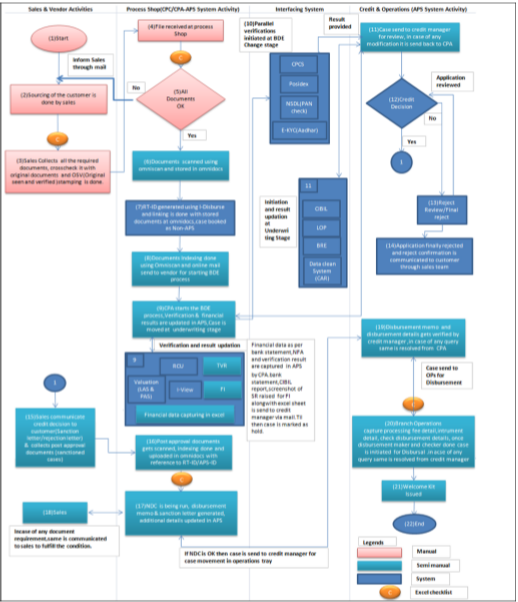 Sales & Vendor Activities
Process Shop(CPC/CPA-APS System Activity)
Interfacing System
Credit & Operations (APS System Activity)
(1)Start
Inform Sales
through mail
(2)Sourcing of the customer is
done by sales
C
(3)Sales Collects all the required
documents, crosscheck it with
original documents and OSV(Original
seen and verified)stamping is done
(4)File received at process
Shop
C
(5)All
Documents
OK
No
Yes
(6)Documents scanned using
omniscan and stored in omnidocs
(7)RT-ID generated using I-Disburse
and linking is done with stored
documents at omnidocs, case booked
as Non-APS
(8)Documents Indexing done
using Omniscan and online mail
send to vendor for starting BDE
process
(9)CPA starts the BDE
process,Verification & financial
results are updated in APS,Case is
moved at underwriting stage
Verification and result updation
9
RCU
TVR
Valuation
(LAS &
PAS)
I-View
FI
Financial data capturing in excel
(16)Post approval documents
gets scanned, indexing done and
uploaded in omnidocs with
reference to RT-ID/APS-ID
C
(17)NDC is being run, disbursement
memo & sanction letter generated,
additional details updated in APS
1
(15)Sales communicate
credit decision to
customer(Sanction
letter/rejection letter)
& collects post approval
documents (sanctioned
cases)
(18)Sales
Incase of any document
requirement,same is communicated
to sales to fulfill the condition.
If NDC is OK then case is send to credit manager for
case movement in operations tray
(10)Parallel
verifications
initiated at BDE
Change stage
Result
provided
CPCS
Posidex
NSDL(PAN
check)
E-KYC(Aadhar)
Initiation
and result
updation
at
Underwri
ting Stage
11
CIBIL
LOP
BRE
Data clean
System
(CAR)
Financial data as per
bank statement,NFA
and verification result
are captured in APS
by CPA bank
statement,CIBIL
report,screenshot of
SR raised for FI
alongwith excel sheet
is send to credit
manager via mail.Til
then case is marked as
hold.
(11)Case send to credit manager
for review, in case of any
modification it is send back to CPA
Application
reviewed
(12)Credit
Decision
No
Yes
1
(13)Reject
Review/Final
reject
(14)Application finally rejected
and reject confirmation is
communicated to customer
through sales team
(19)Disbursement memo and
disbursement details gets verified by
credit manager ,in case of any query
same is resolved from CPA
Case send to
OPs for
Disbursement
C
(20)Branch Operations
capture processing fee detail,instrument
detail, check disbursement details, once
disbursement maker and checker done case
is initiated for Disbursal. in case of any
query same is resolved from credit manager
(21)Welcome Kit
Issued
(22)End
Legends
Manual
Semi manual
System
C
Excel checklist